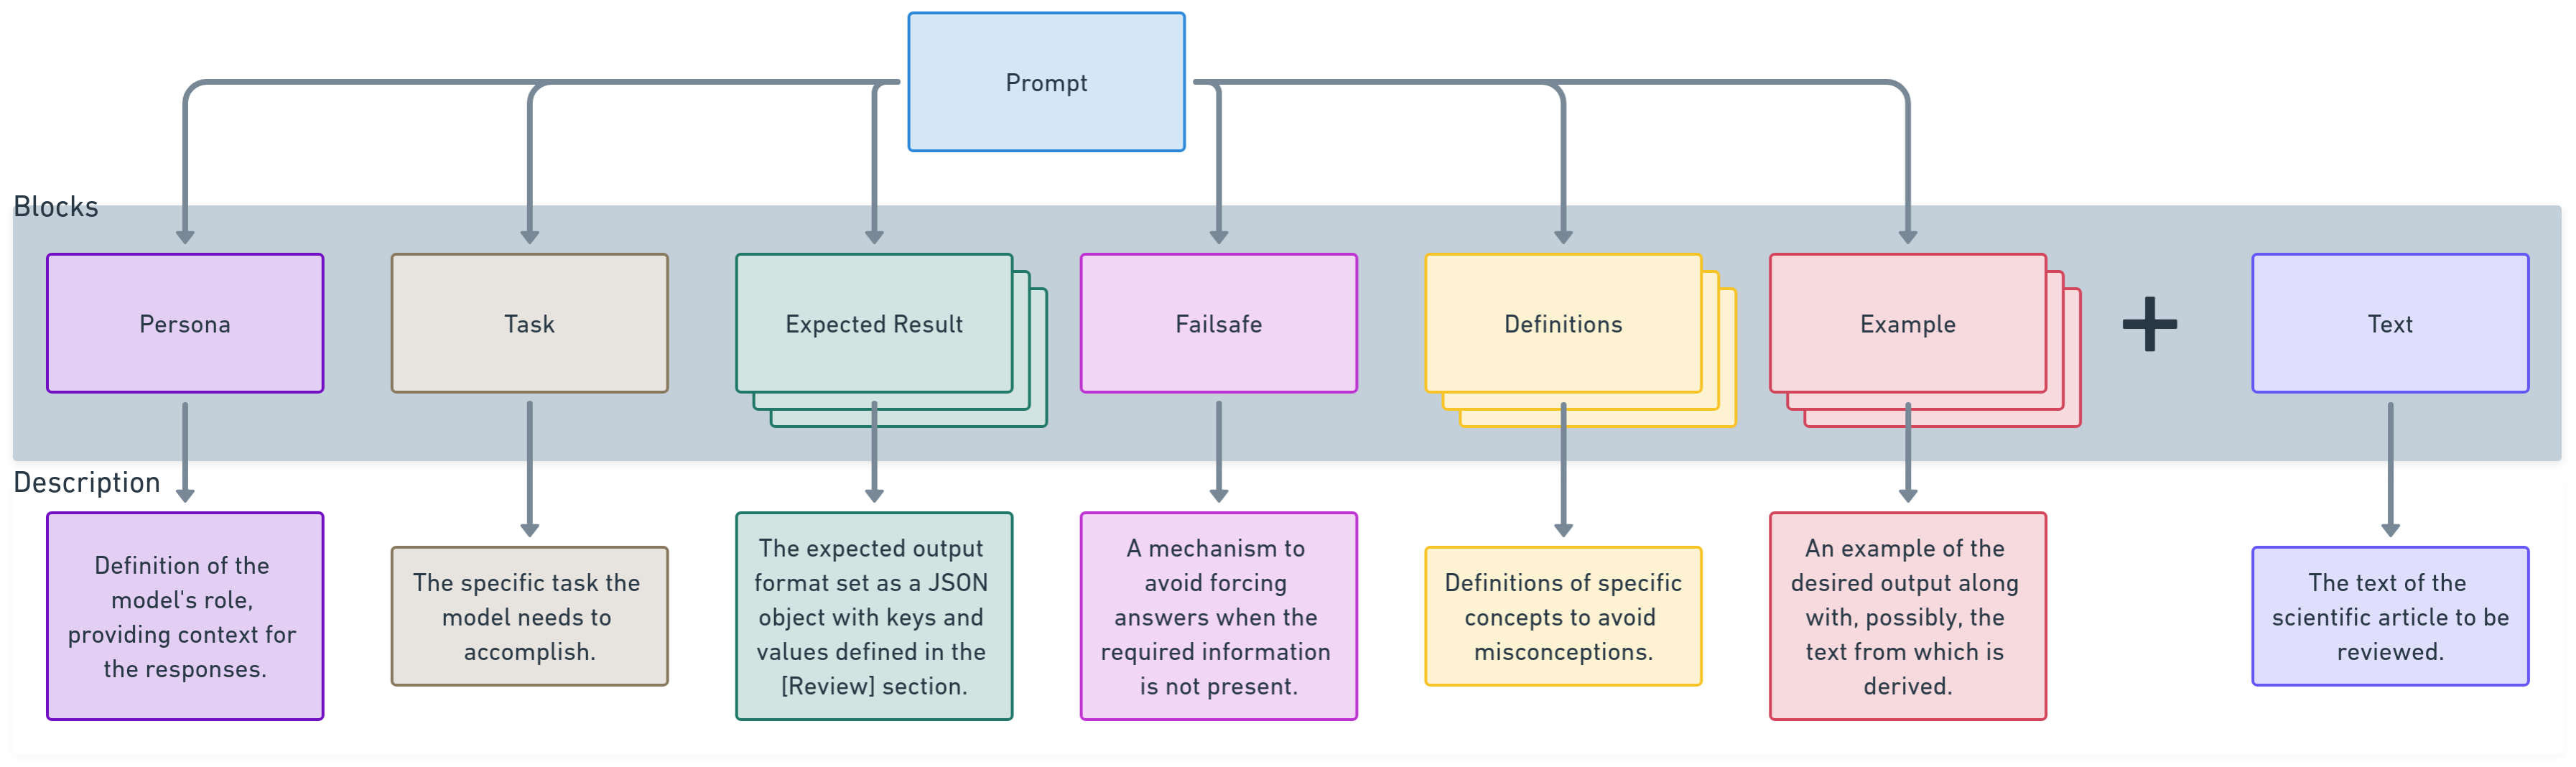 Prompt
Blocks
Persona
Task
Expected Result
Failsafe
Definitions
Example
+
Text
Description
Definition of the
model's role,
providing context for
the responses.
The specific task the
model needs to
accomplish.
The expected output
format set as a JSON
object with keys and
values defined in the
[Review] section.
A mechanism to
avoid forcing
answers when the
required information
is not present.
Definitions of specific
concepts to avoid
misconceptions.
An example of the
desired output along
with, possibly, the
text from which is
derived.
The text of the
scientific article to be
reviewed.